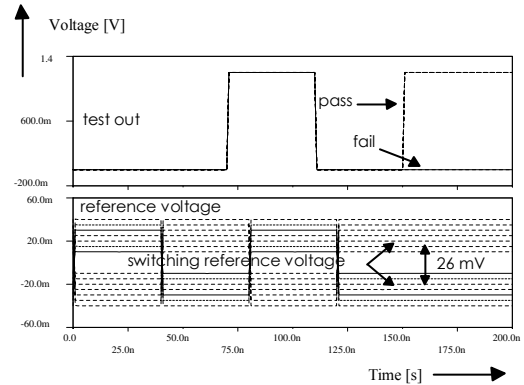 Voltage [V]
1.4
600.0m
-200.0m
test out
pass
fail
60.0m
20.0m
-20.0m
-60.0m
reference voltage
switching reference voltage
26 mV
0.0
25.0n
50.0n
75.0n
100.0n
125.0n
150.0n
175.0n
200.0n
Time [s]